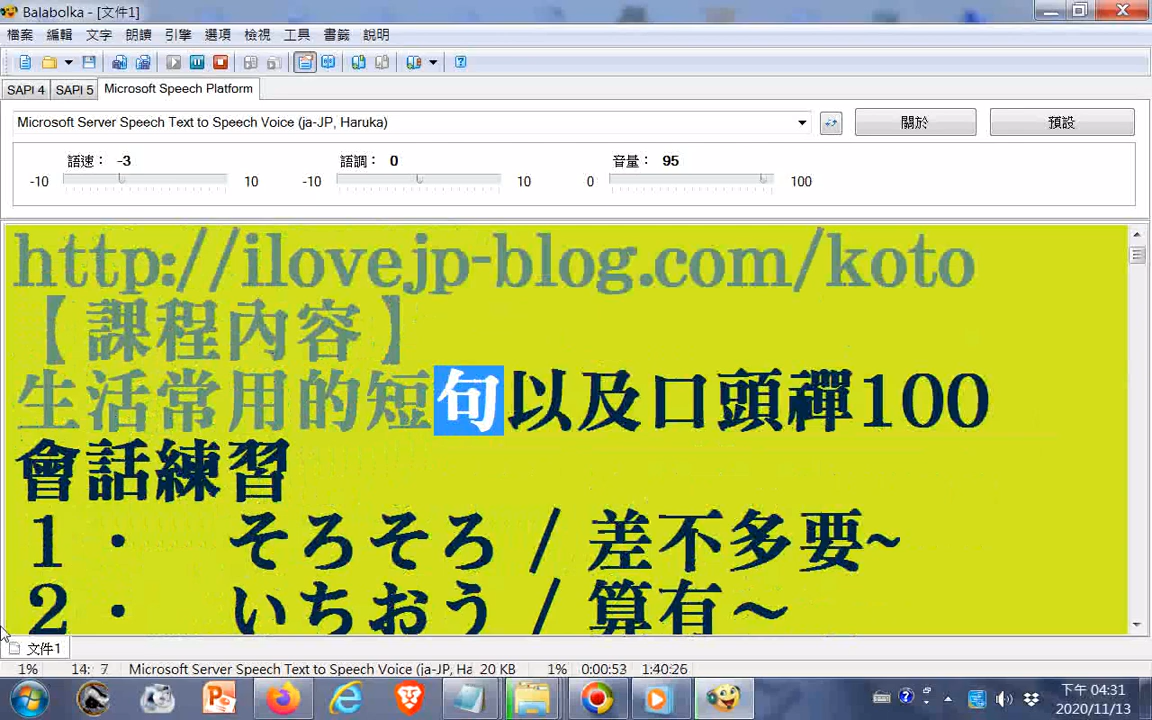 Balabolka - [文件1]
檔案 編輯 文字 朗讀 引擎 選項 檢視 工具 書籤 說明
SAPI 4 SAPI 5 Microsoft Speech Platform
Microsoft Server Speech Text to Speech Voice (ja-JP, Haruka)
關於 預設
語速： -3 語調： 0 音量： 95
-10 10 -10 10 0 100
http://ilovejp-blog.com/koto
【課程內容】
生活常用的短句以及口頭禪100
會話練習
1・ そろそろ / 差不多要~
2・ いちおう / 算有～
文件1
1% 14: 7 Microsoft Server Speech Text to Speech Voice (ja-JP, Ha 20 KB 1% 0:00:53 1:40:26
下午 04:31
2020/11/13